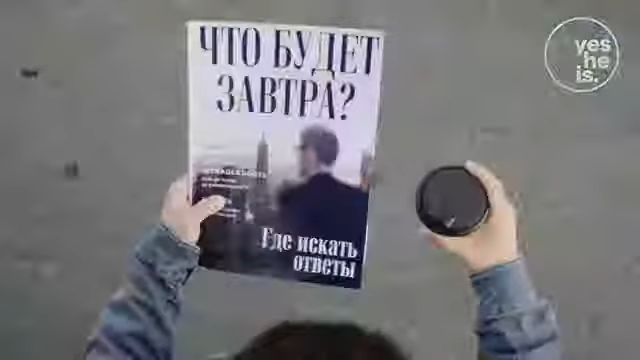 ЧТО БУДЕТ
ЗАВТРА?
Где искать
ответы
yes
he
is.